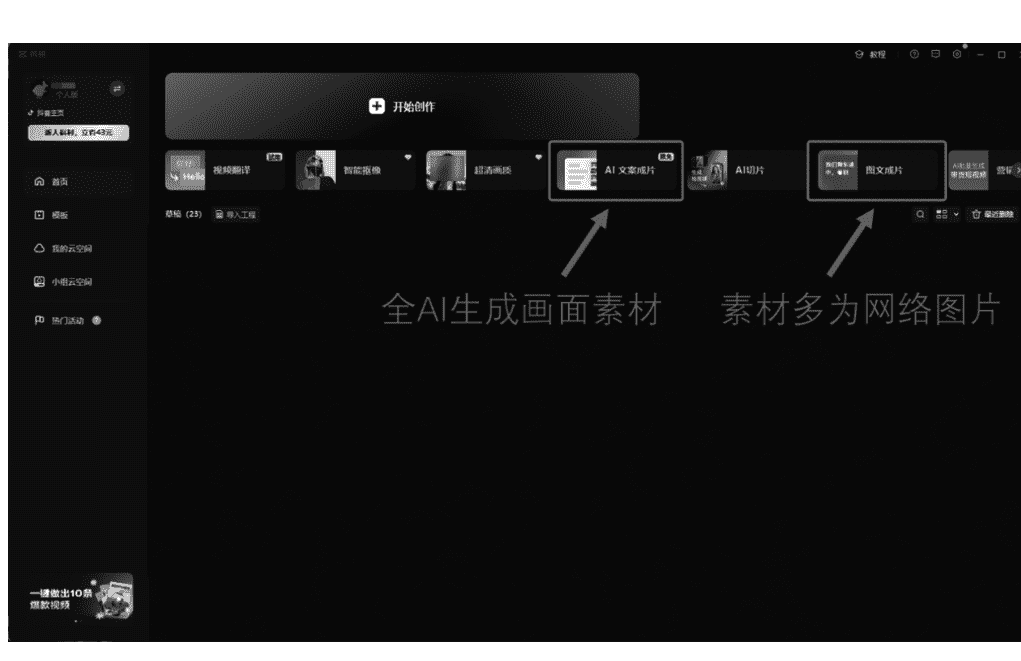 教程
个人版
抖音主页
新人福利，立省43元
开始创作
Hello
视频翻译
智能抠像
超清画质
AI 文案成片
AI切片
图文成片
营销
首页
模板
草稿 (23)
导入工程
最近删除
我的云空间
小组云空间
热门活动
全AI生成画面素材
素材多为网络图片
一键做出10条
爆款视频